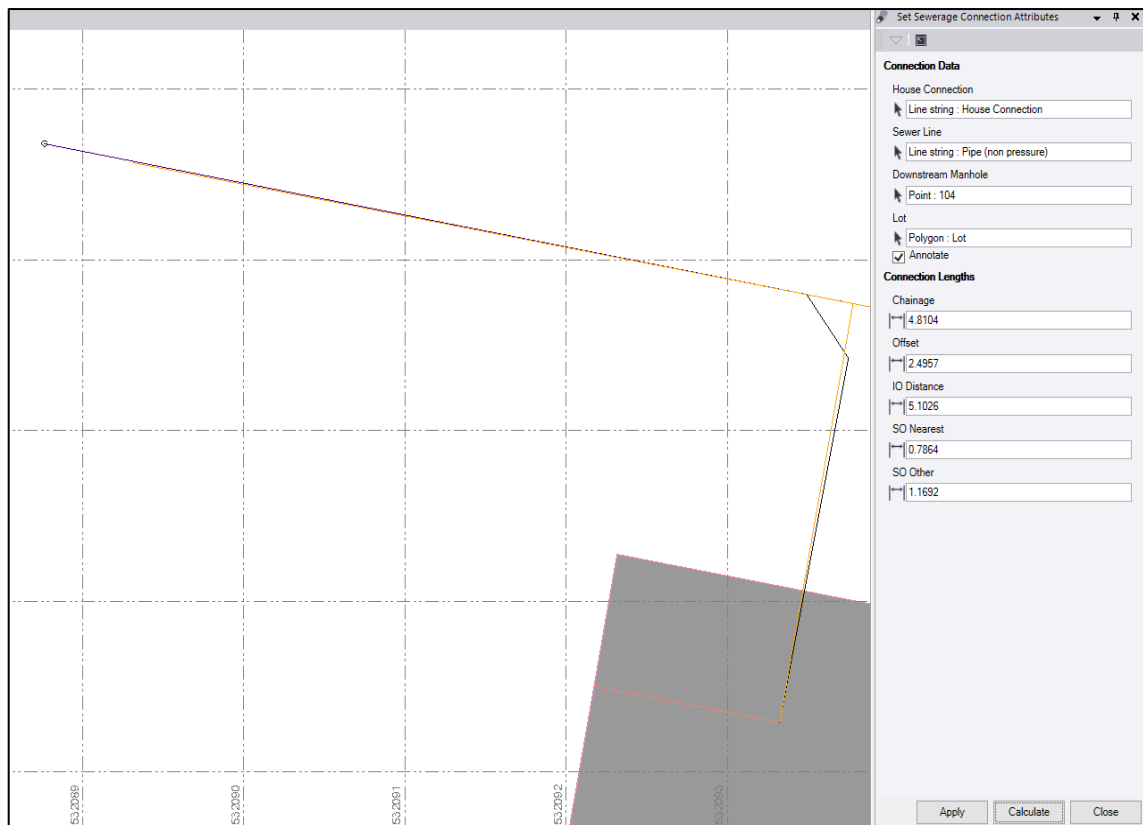 Set Sewerage Connection Attributes
Connection Data
House Connection
Line string : House Connection
Sewer Line
Line string : Pipe (non pressure)
Downstream Manhole
Point : 104
Lot
Polygon : Lot
Annotate
Connection Lengths
Chainage
4.8104
Offset
2.4957
IO Distance
5.1026
SO Nearest
0.7864
SO Other
1.1692
532089
532090
532091
532092
532093
Apply Calculate Close